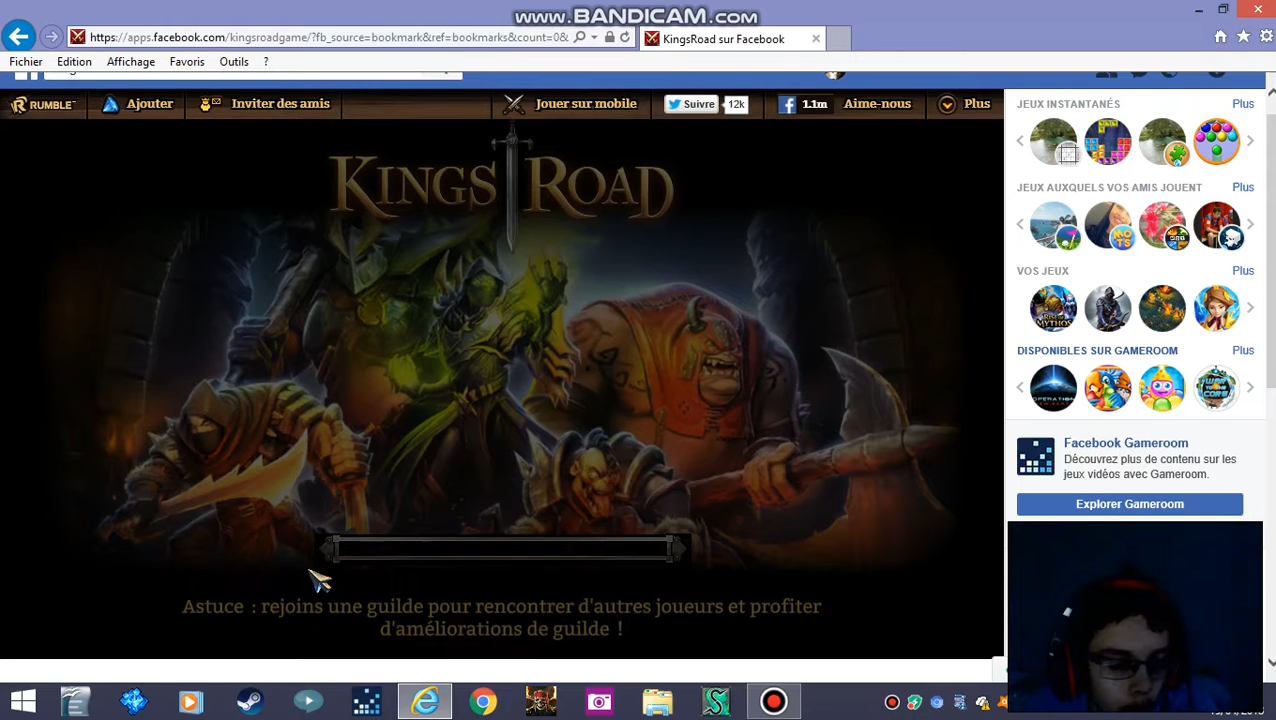 WWW.BANDICAM.COM
https://apps.facebook.com/kingsroadgame/?fb_source=bookmark&ref=bookmarks&count=0&
KingsRoad sur Facebook
Fichier Edition Affichage Favoris Outils ?
RUMBLE Ajouter Inviter des amis Jouer sur mobile Suivre 12k 1.1m Aime-nous Plus
KINGS ROAD
Astuce : rejoins une guilde pour rencontrer d'autres joueurs et profiter
d'améliorations de guilde !
JEUX INSTANTANÉS Plus
JEUX AUXQUELS VOS AMIS JOUENT Plus
MOTS
VOS JEUX Plus
RISE OF MYTHOS
DISPONIBLES SUR GAMEROOM Plus
Facebook Gameroom
Découvrez plus de contenu sur les
jeux vidéos avec Gameroom.
Explorer Gameroom